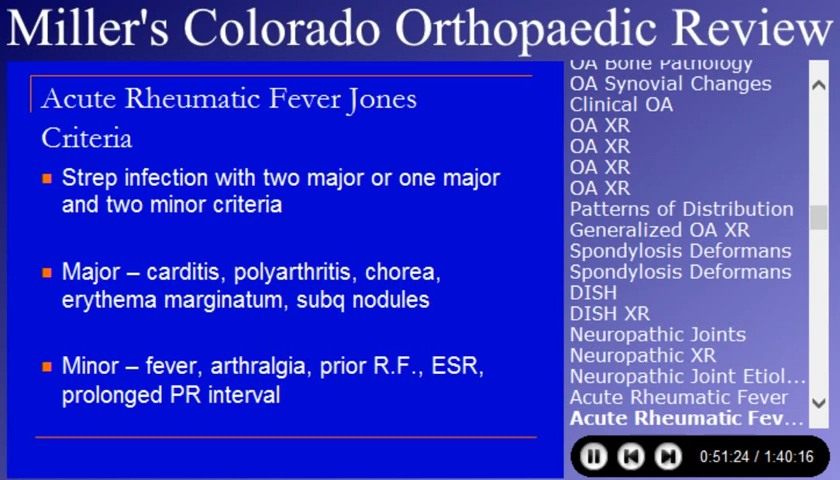 Miller's Colorado Orthopaedic Review
Acute Rheumatic Fever Jones
Criteria
Strep infection with two major or one major
and two minor criteria
Major – carditis, polyarthritis, chorea,
erythema marginatum, subq nodules
Minor – fever, arthralgia, prior R.F., ESR,
prolonged PR interval
OA Bone Pathology
OA Synovial Changes
Clinical OA
OA XR
OA XR
OA XR
OA XR
Patterns of Distribution
Generalized OA XR
Spondylosis Deformans
Spondylosis Deformans
DISH
DISH XR
Neuropathic Joints
Neuropathic XR
Neuropathic Joint Etiol...
Acute Rheumatic Fever
Acute Rheumatic Fev...
0:51:24 / 1:40:16